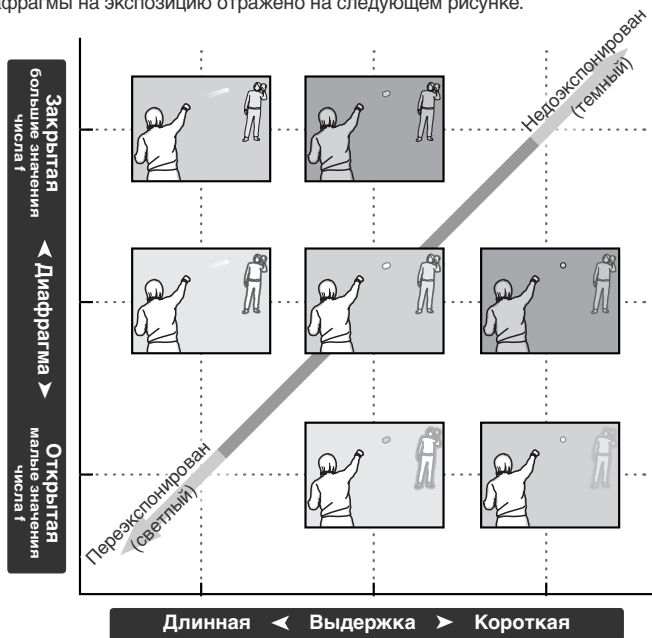 афрагмы на экспозицию отражено на следующем рисунке.
Недоэкспонирован
(темный)
Закрытая
большие значения
числа f
◄ Диафрагма ►
Открытая
малые значения
числа f
Переэкспонирован
(светлый)
Длинная ◄ Выдержка ► Короткая